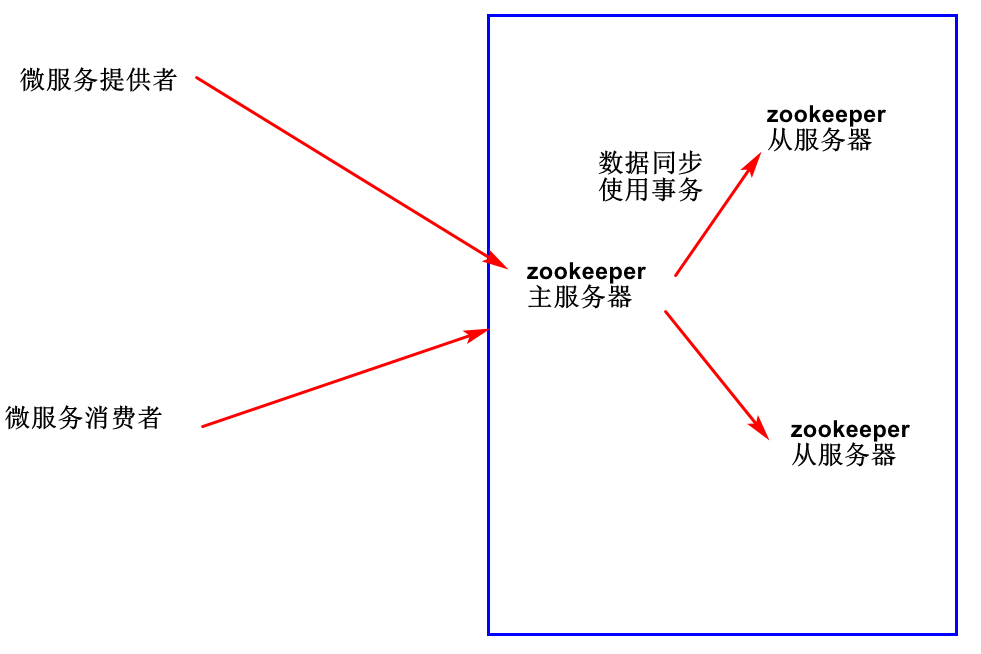 微服务提供者
zookeeper
从服务器
数据同步
使用事务
zookeeper
主服务器
微服务消费者
zookeeper
从服务器